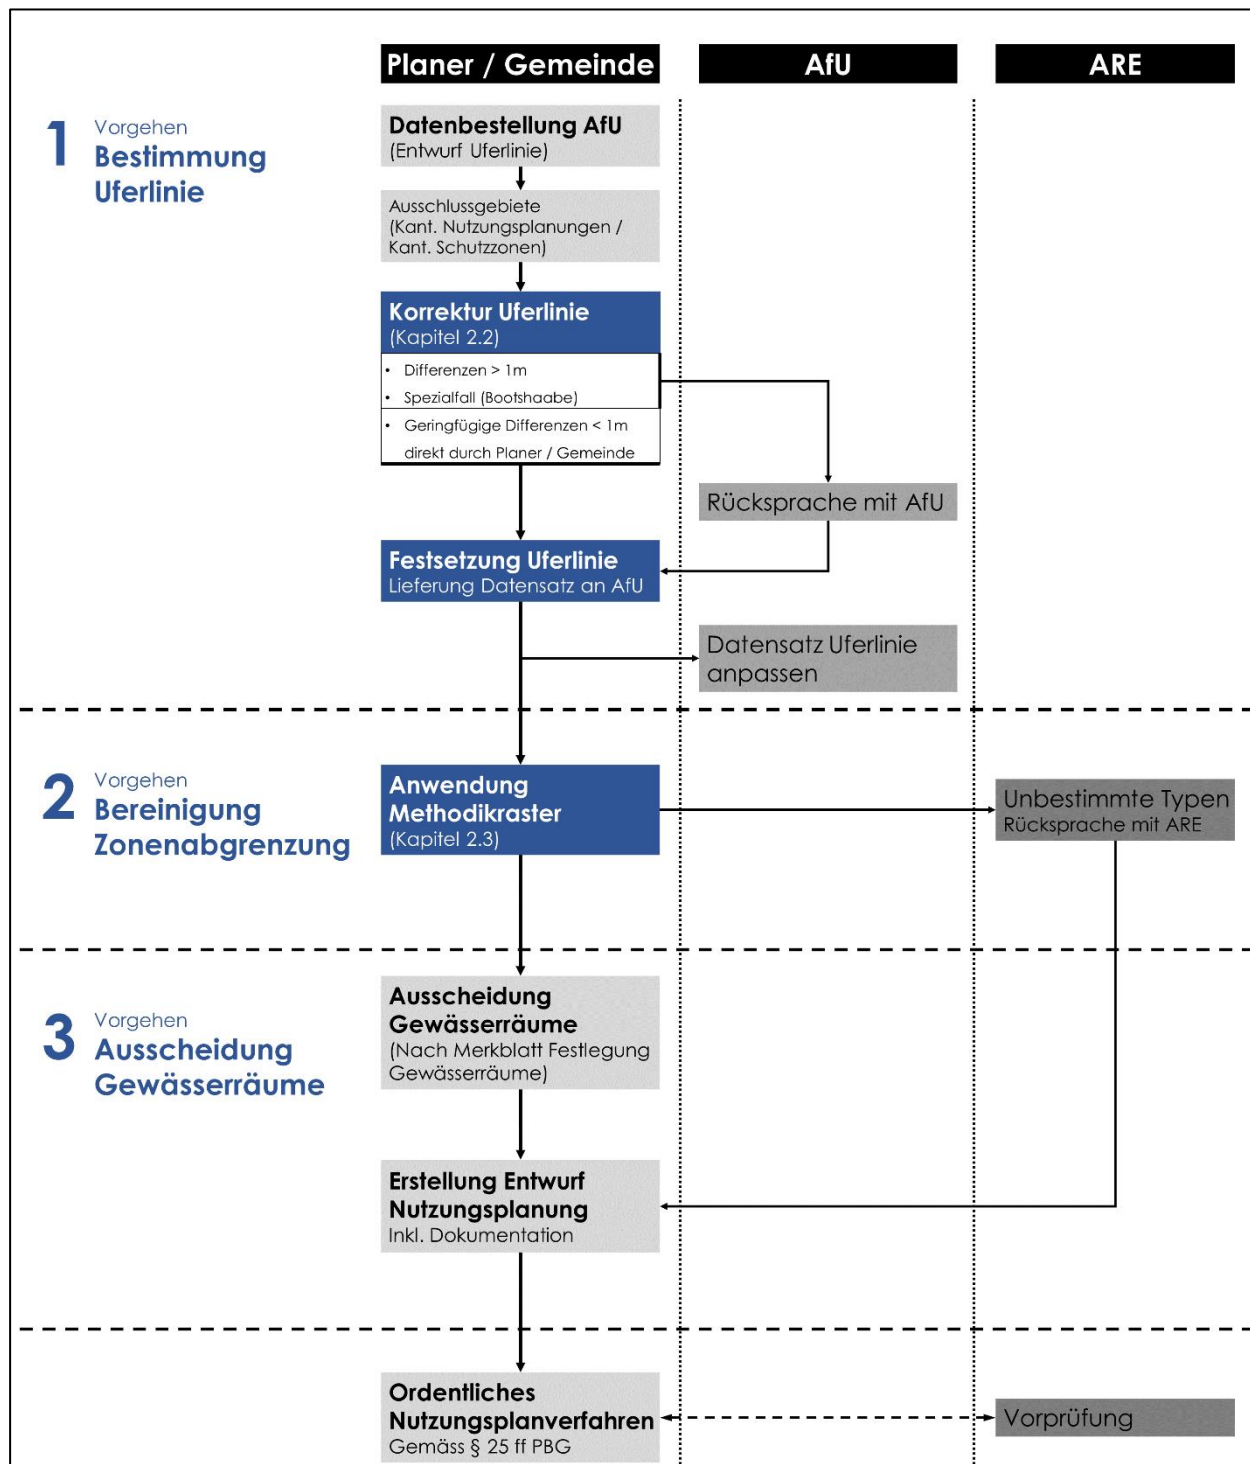 Planer / Gemeinde
AfU
ARE
1
Vorgehen
Bestimmung
Uferlinie
Datenbestellung AfU
(Entwurf Uferlinie)
Ausschlussgebiete
(Kant. Nutzungsplanungen /
Kant. Schutzzonen)
Korrektur Uferlinie
(Kapitel 2.2)
• Differenzen > 1m
• Spezialfall (Bootshaabe)
• Geringfügige Differenzen < 1m
direkt durch Planer / Gemeinde
Rücksprache mit AfU
Festsetzung Uferlinie
Lieferung Datensatz an AfU
Datensatz Uferlinie
anpassen
2
Vorgehen
Bereinigung
Zonenabgrenzung
Anwendung
Methodikraster
(Kapitel 2.3)
Unbestimmte Typen
Rücksprache mit ARE
3
Vorgehen
Ausscheidung
Gewässerräume
Ausscheidung
Gewässerräume
(Nach Merkblatt Festlegung
Gewässerräume)
Erstellung Entwurf
Nutzungsplanung
Inkl. Dokumentation
Ordentliches
Nutzungsplanverfahren
Gemäss § 25 ff PBG
Vorprüfung